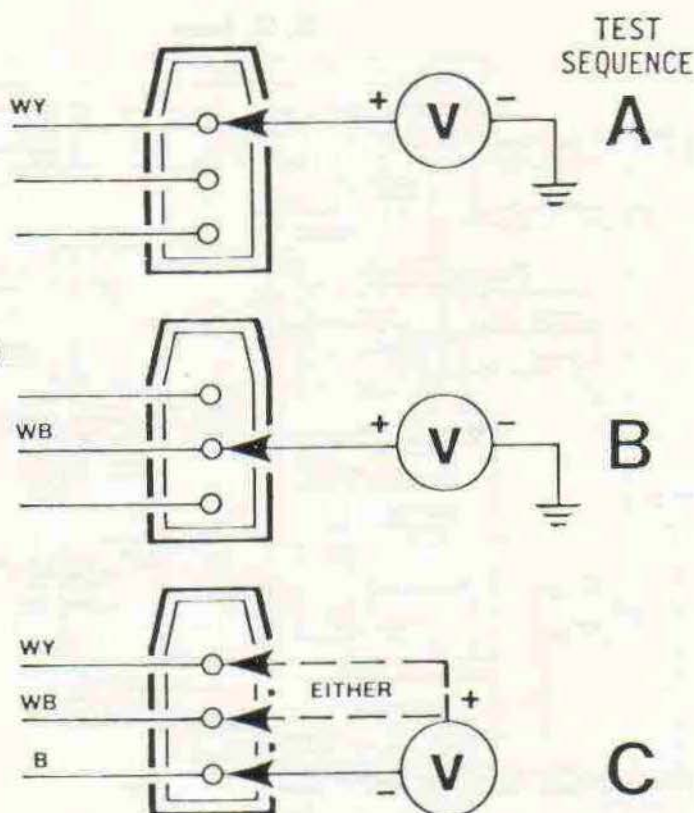 TEST
SEQUENCE
WY
+
V
-
A
WB
+
V
-
B
WY
EITHER
+
WB
B
-
V
C